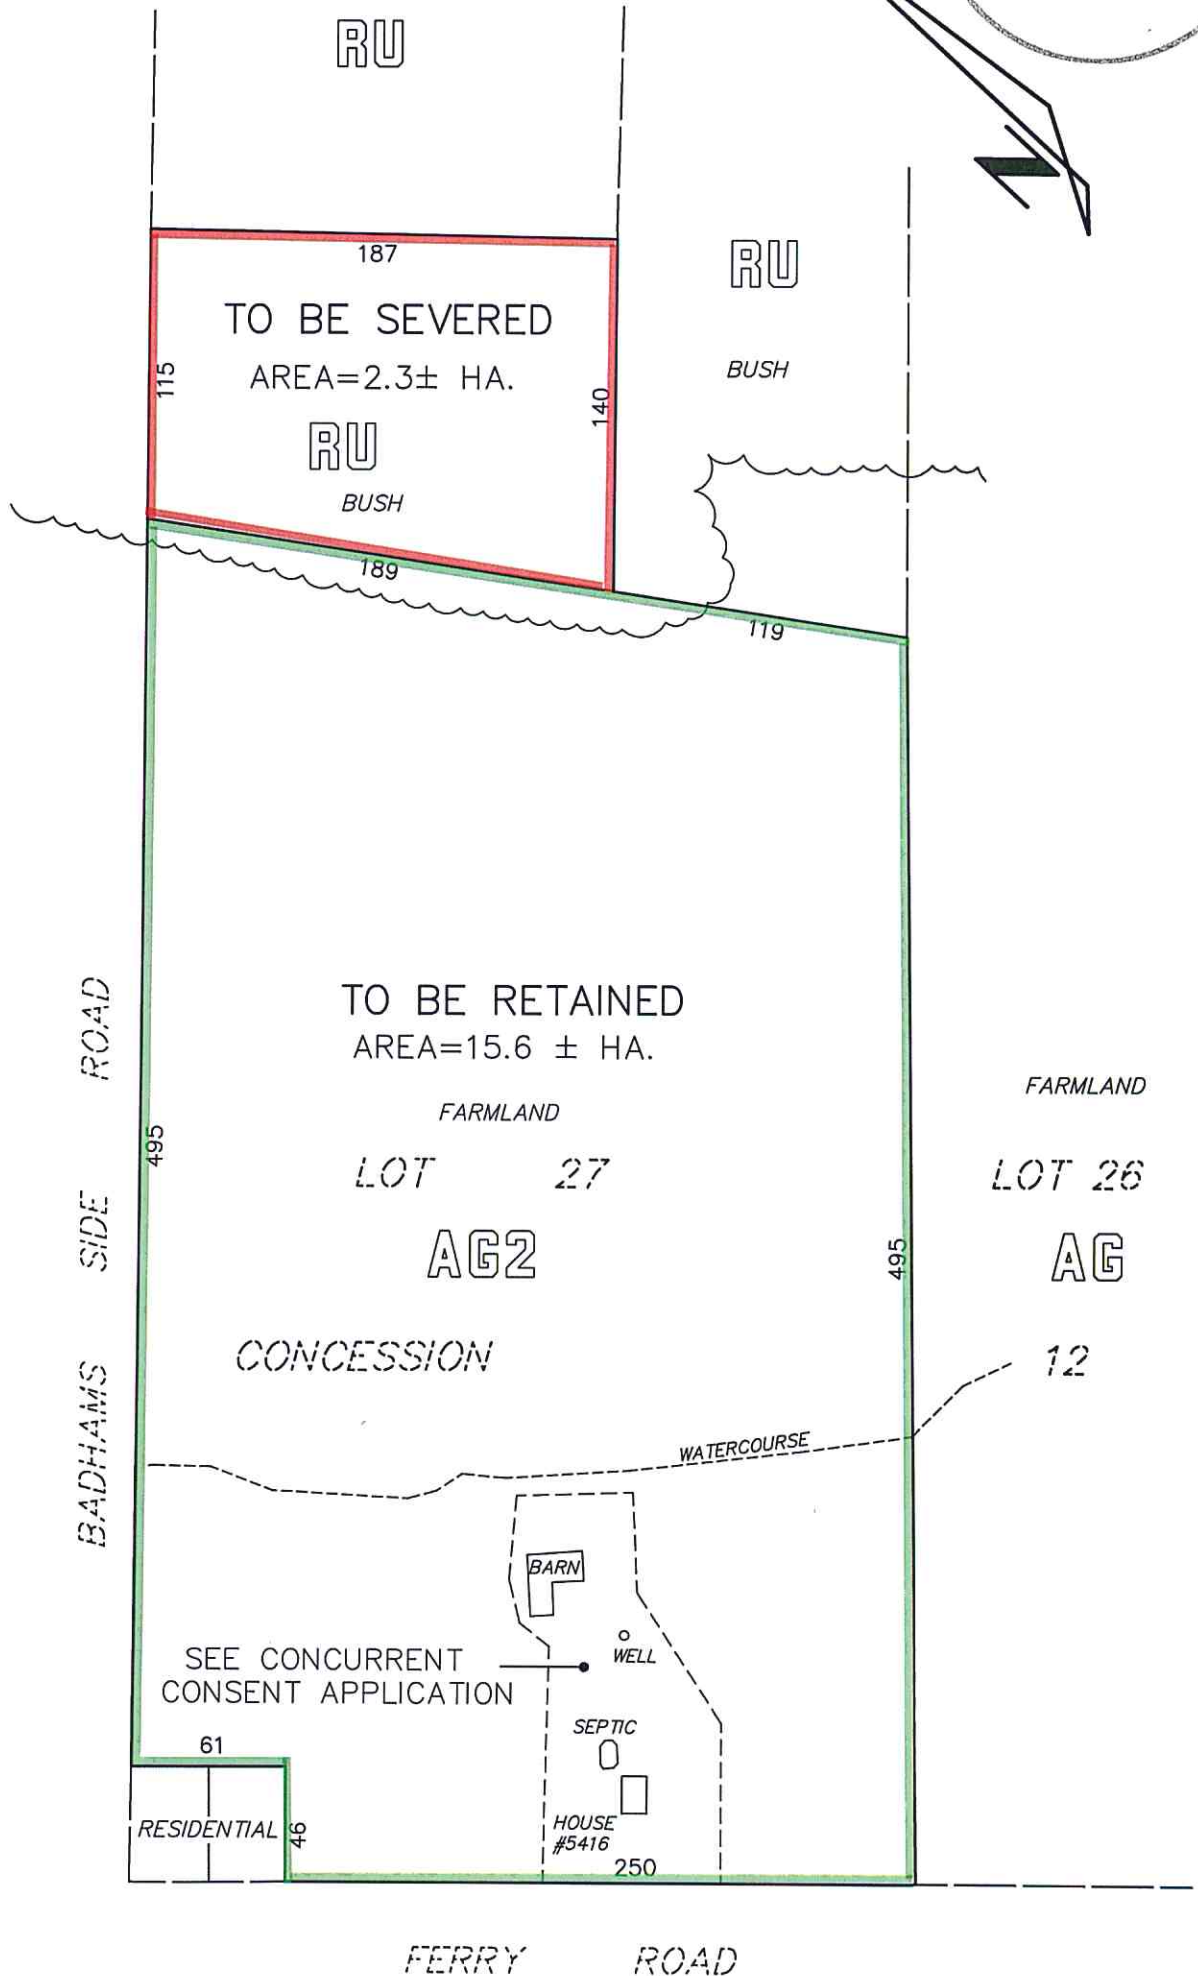 RU
187
TO BE SEVERED
AREA=2.3± HA.
115
140
RU
BUSH
RU
BUSH
189
119
TO BE RETAINED
AREA=15.6 ± HA.
FARMLAND
LOT 27
AG2
FARMLAND
LOT 26
AG
495
495
BADHAMS SIDE ROAD
CONCESSION 12
WATERCOURSE
BARN
WELL
SEE CONCURRENT
CONSENT APPLICATION
SEPTIC
HOUSE
#5416
61
RESIDENTIAL
46
250
FERRY ROAD